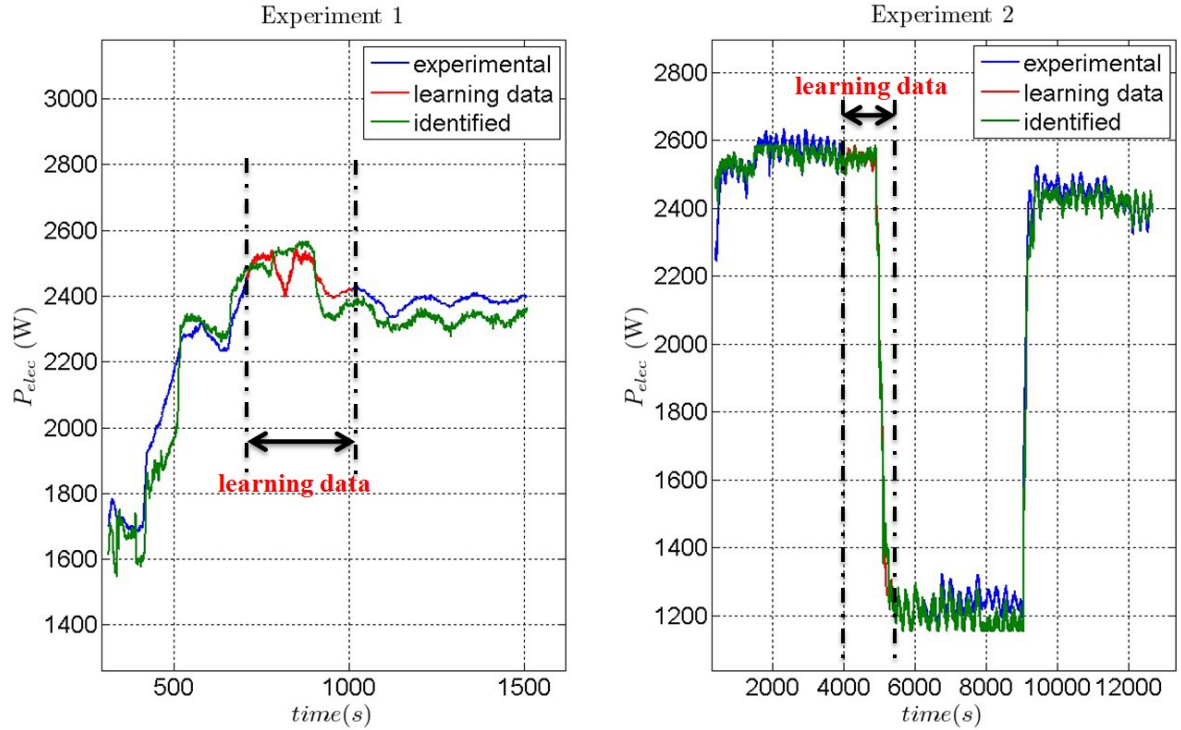 Experiment 1
experimental
learning data
identified
3000
2800
2600
2400
2200
2000
1800
1600
1400
P_elec (W)
learning data
500
1000
1500
time(s)
Experiment 2
experimental
learning data
identified
learning data
2800
2600
2400
2200
2000
1800
1600
1400
1200
P_elec (W)
2000
4000
6000
8000
10000
12000
time(s)